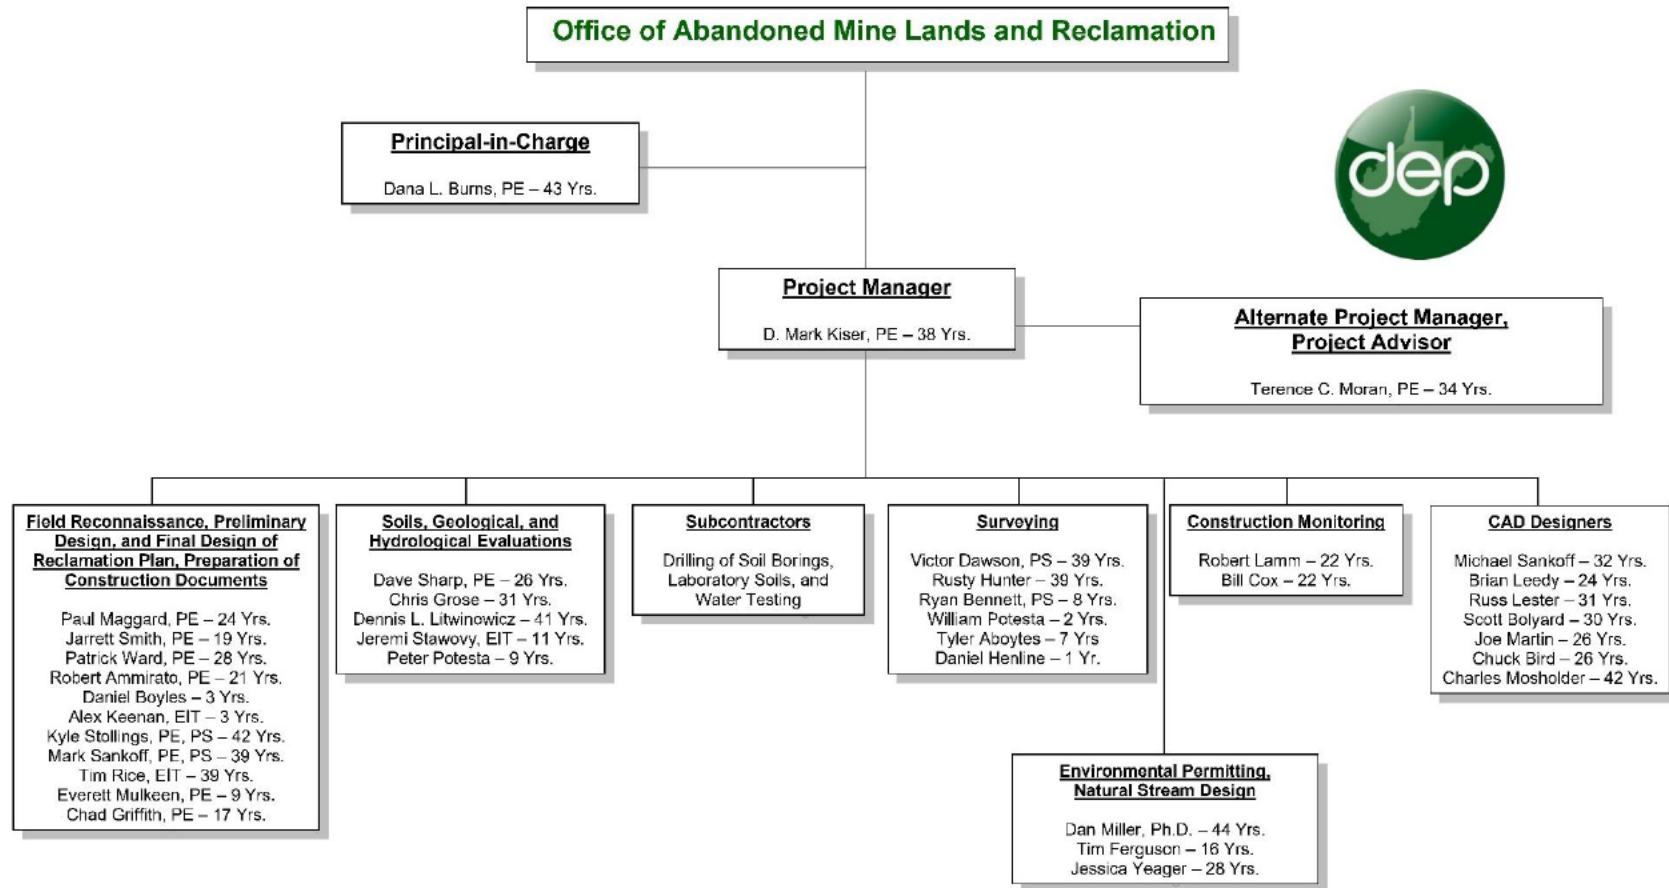 Office of Abandoned Mine Lands and Reclamation
Principal-in-Charge
Dana L. Burns, PE – 43 Yrs.
dep
Project Manager
D. Mark Kiser, PE – 38 Yrs.
Alternate Project Manager,
Project Advisor
Terence C. Moran, PE – 34 Yrs.
Field Reconnaissance, Preliminary
Design, and Final Design of
Reclamation Plan, Preparation of
Construction Documents
Paul Maggard, PE – 24 Yrs.
Jarrett Smith, PE – 19 Yrs.
Patrick Ward, PE – 28 Yrs.
Robert Ammirato, PE – 21 Yrs.
Daniel Boyles – 3 Yrs.
Alex Keenan, EIT – 3 Yrs.
Kyle Stollings, PE, PS – 42 Yrs.
Mark Sankoff, PE, PS – 39 Yrs.
Tim Rice, EIT – 39 Yrs.
Everett Mulkeen, PE – 9 Yrs.
Chad Griffith, PE – 17 Yrs.
Soils, Geological, and
Hydrological Evaluations
Dave Sharp, PE – 26 Yrs.
Chris Grose – 31 Yrs.
Dennis L. Litwinowicz – 41 Yrs.
Jeremi Stawovy, EIT – 11 Yrs.
Peter Potesta – 9 Yrs.
Subcontractors
Drilling of Soil Borings,
Laboratory Soils, and
Water Testing
Surveying
Victor Dawson, PS – 39 Yrs.
Rusty Hunter – 39 Yrs.
Ryan Bennett, PS – 8 Yrs.
William Potesta – 2 Yrs.
Tyler Aboytes – 7 Yrs
Daniel Henline – 1 Yr.
Construction Monitoring
Robert Lamm – 22 Yrs.
Bill Cox – 22 Yrs.
CAD Designers
Michael Sankoff – 32 Yrs.
Brian Leedy – 24 Yrs.
Russ Lester – 31 Yrs.
Scott Bolyard – 30 Yrs.
Joe Martin – 26 Yrs.
Chuck Bird – 26 Yrs.
Charles Mosholder – 42 Yrs.
Environmental Permitting,
Natural Stream Design
Dan Miller, Ph.D. – 44 Yrs.
Tim Ferguson – 16 Yrs.
Jessica Yeager – 28 Yrs.